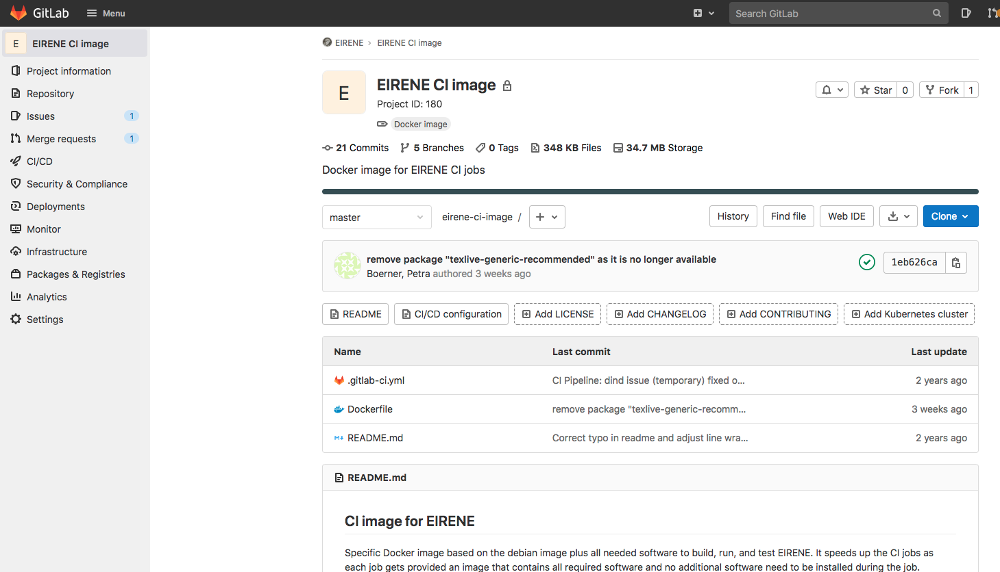 GitLab Menu Search GitLab
E EIRENE CI image
Project information
Repository
Issues 1
Merge requests 1
CI/CD
Security & Compliance
Deployments
Monitor
Infrastructure
Packages & Registries
Analytics
Settings
EIRENE › EIRENE CI image
E
EIRENE CI image
Project ID: 180
Docker image
Star 0 Fork 1
21 Commits 5 Branches 0 Tags 348 KB Files 34.7 MB Storage
Docker image for EIRENE CI jobs
master eirene-ci-image / + History Find file Web IDE Clone
remove package "texlive-generic-recommended" as it is no longer available
Boerner, Petra authored 3 weeks ago
1eb626ca
README CI/CD configuration Add LICENSE Add CHANGELOG Add CONTRIBUTING Add Kubernetes cluster
Name Last commit Last update
.gitlab-ci.yml CI Pipeline: dind issue (temporary) fixed o... 2 years ago
Dockerfile remove package "texlive-generic-recomm... 3 weeks ago
README.md Correct typo in readme and adjust line wra... 2 years ago
README.md
CI image for EIRENE
Specific Docker image based on the debian image plus all needed software to build, run, and test EIRENE. It speeds up the CI jobs as
each job gets provided an image that contains all required software and no additional software need to be installed during the job.